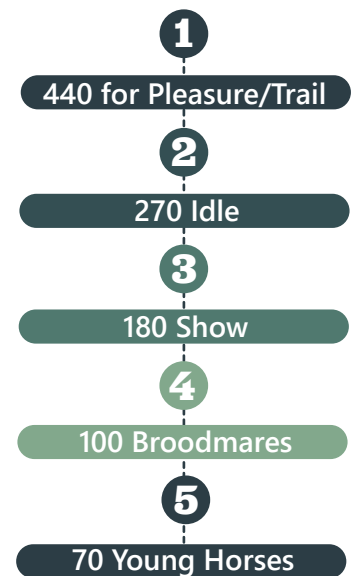 1
440 for Pleasure/Trail
2
270 Idle
3
180 Show
4
100 Broodmares
5
70 Young Horses